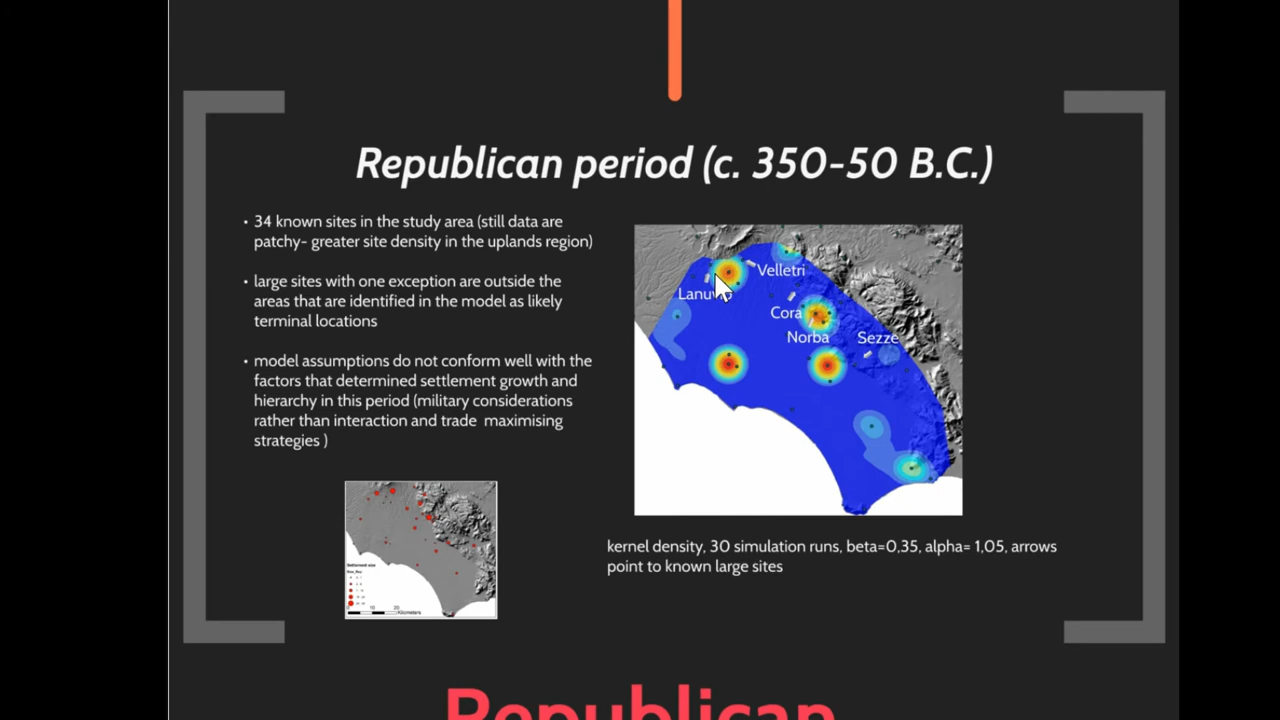 Republican period (c. 350-50 B.C.)
• 34 known sites in the study area (still data are
patchy- greater site density in the uplands region)
• large sites with one exception are outside the
areas that are identified in the model as likely
terminal locations
• model assumptions do not conform well with the
factors that determined settlement growth and
hierarchy in this period (military considerations
rather than interaction and trade maximising
strategies )
Velletri
Cora
Norba
Sezze
kernel density, 30 simulation runs, beta=0,35, alpha= 1,05, arrows
point to known large sites
Settlement size
10 20
Kilometers
Republican